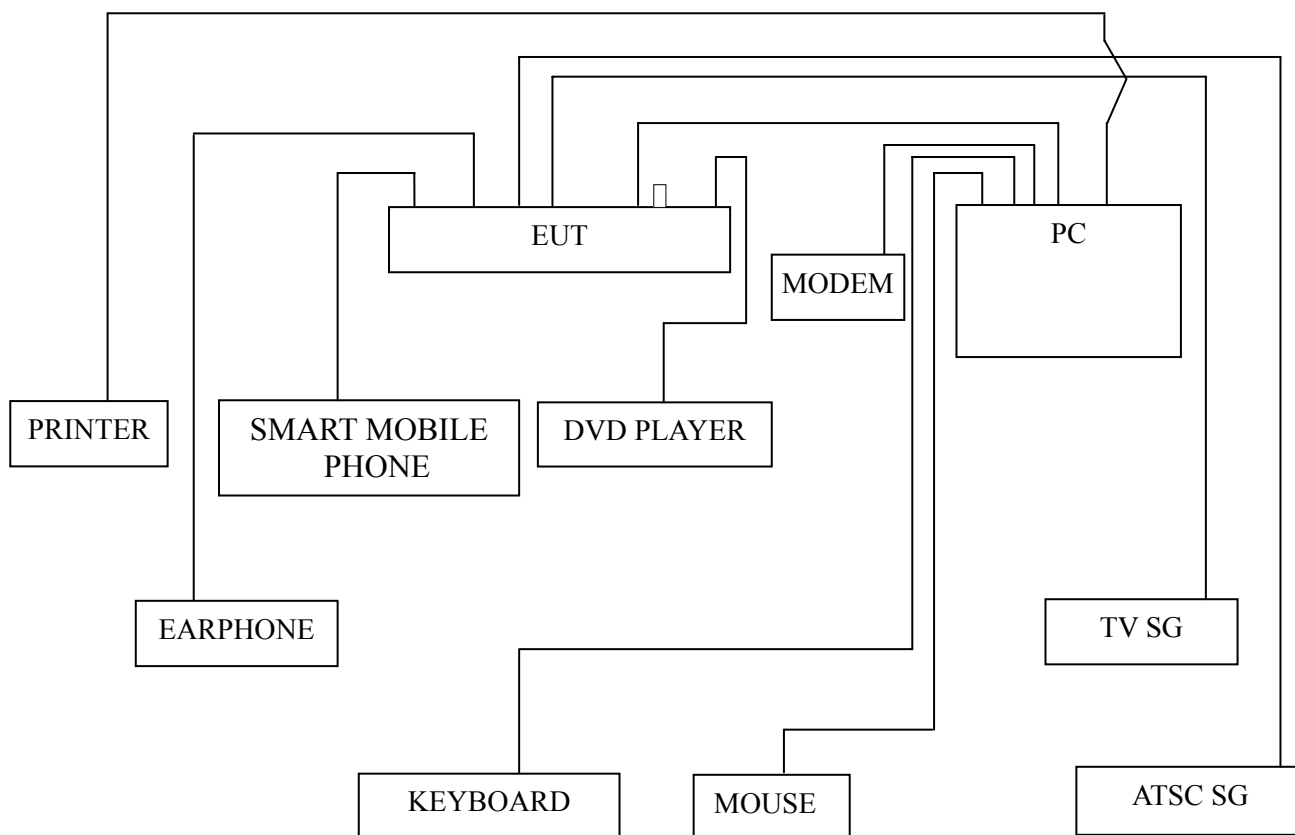 EUT
PC
MODEM
PRINTER
SMART MOBILE
PHONE
DVD PLAYER
EARPHONE
TV SG
KEYBOARD
MOUSE
ATSC SG